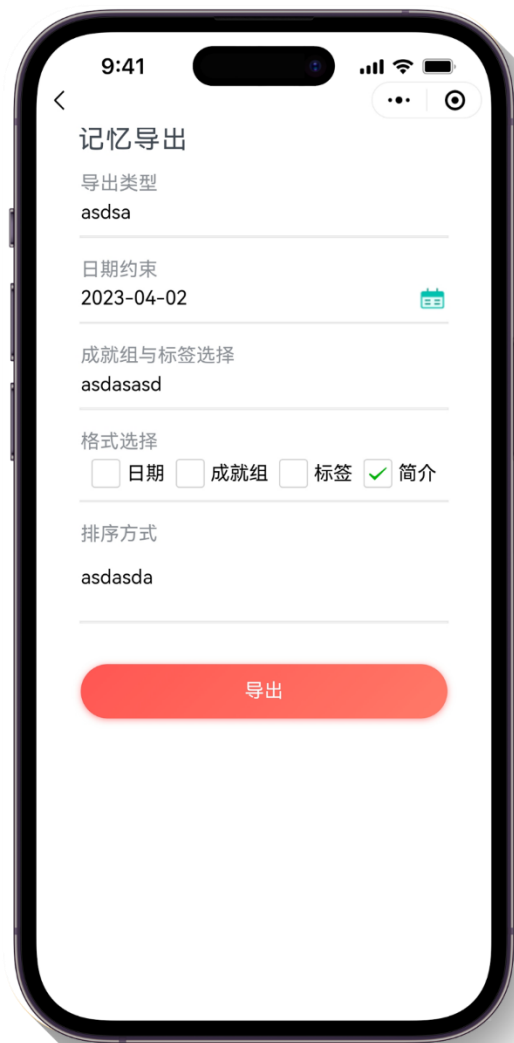 9:41
记忆导出
导出类型
asdsa
日期约束
2023-04-02
成就组与标签选择
asdasasd
格式选择
日期 成就组 标签 简介
排序方式
asdasda
导出